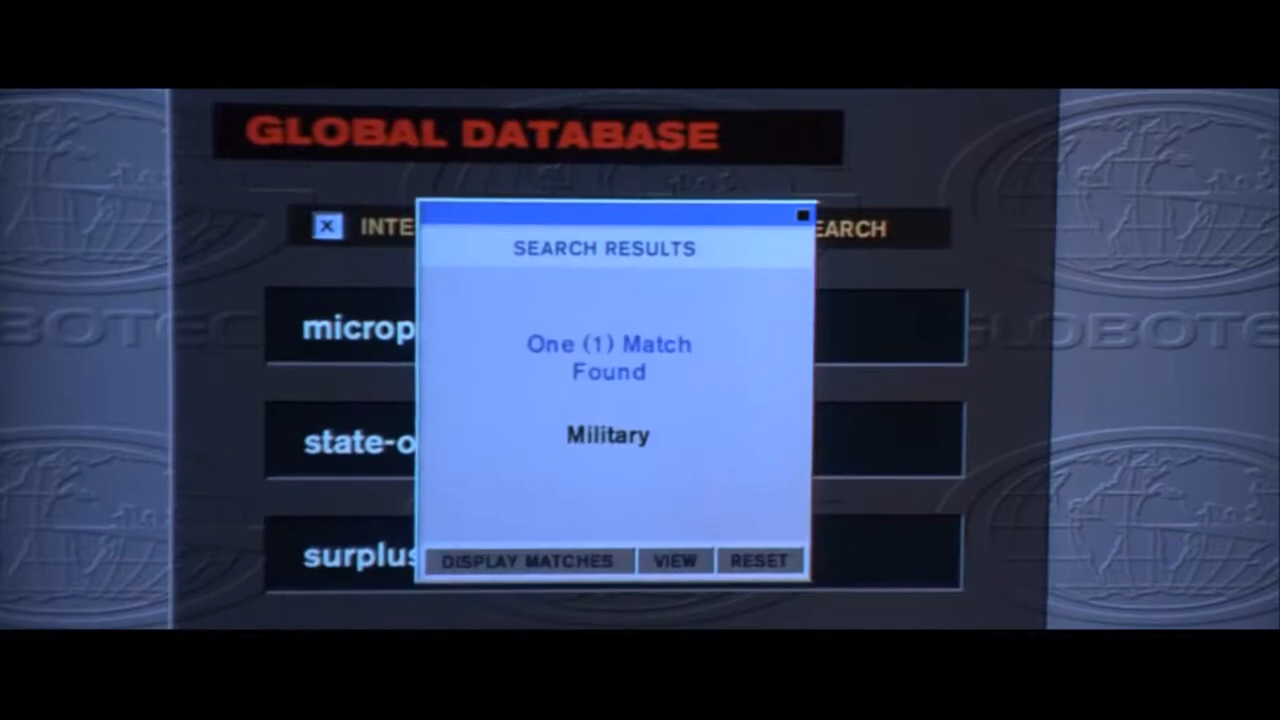 GLOBAL DATABASE
X INTE
EARCH
SEARCH RESULTS
microp
One (1) Match
Found
state-o
Military
surplus
DISPLAY MATCHES VIEW RESET
BOTEC
GLOBOTE